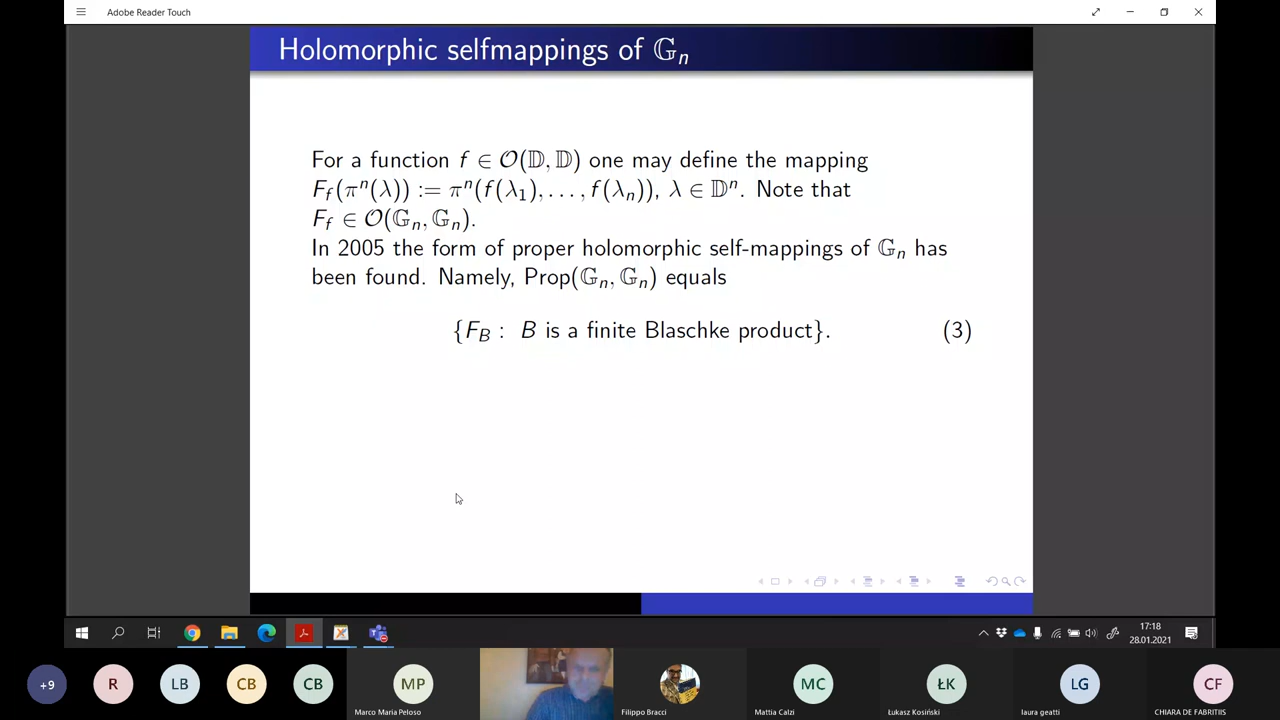 Adobe Reader Touch
Holomorphic selfmappings of 𝔾ₙ
For a function f ∈ 𝒪(𝔻, 𝔻) one may define the mapping
F_f(πⁿ(λ)) := πⁿ(f(λ₁), . . . , f(λₙ)), λ ∈ 𝔻ⁿ. Note that
F_f ∈ 𝒪(𝔾ₙ, 𝔾ₙ).
In 2005 the form of proper holomorphic self-mappings of 𝔾ₙ has
been found. Namely, Prop(𝔾ₙ, 𝔾ₙ) equals
{F_B : B is a finite Blaschke product}. (3)
17:18
28.01.2021
+9 R LB CB CB MP MC ŁK LG CF
Marco Maria Peloso Filippo Bracci Mattia Calzi Łukasz Kosiński laura geatti CHIARA DE FABRITIIS